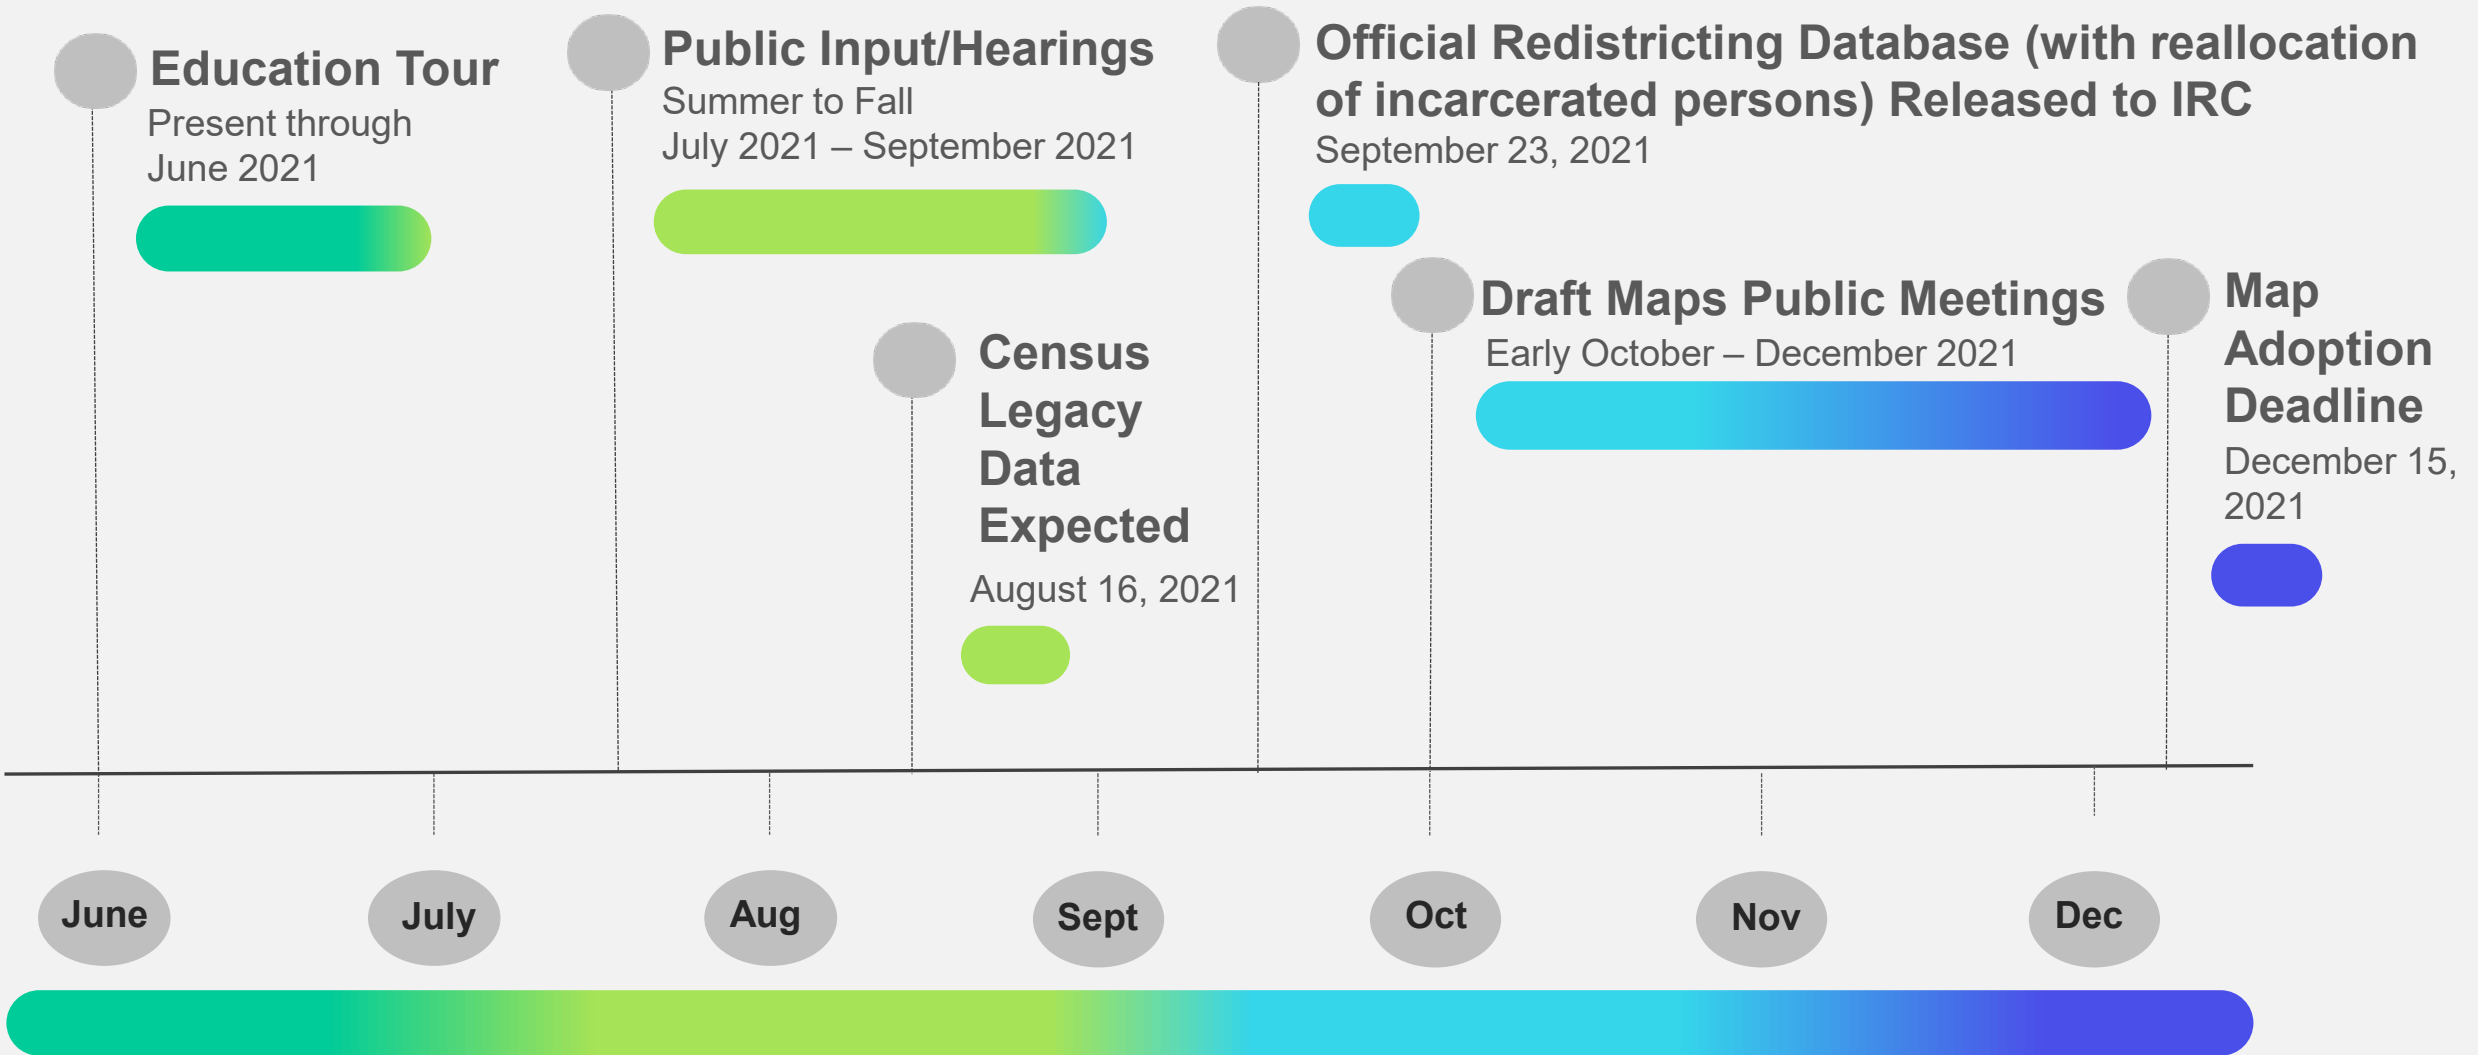 Education Tour
Present through
June 2021
Public Input/Hearings
Summer to Fall
July 2021 – September 2021
Official Redistricting Database (with reallocation
of incarcerated persons) Released to IRC
September 23, 2021
Census
Legacy
Data
Expected
August 16, 2021
Draft Maps Public Meetings
Early October – December 2021
Map
Adoption
Deadline
December 15,
2021
June
July
Aug
Sept
Oct
Nov
Dec